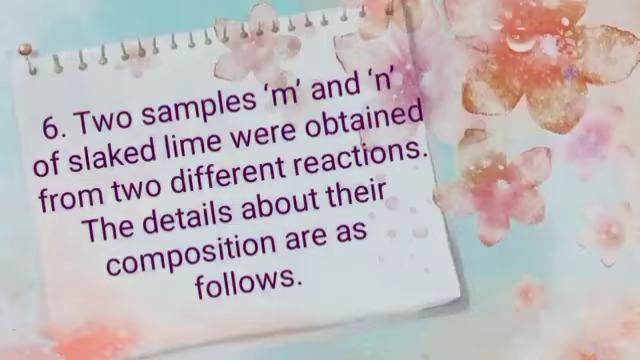 6. Two samples ‘m’ and ‘n’
of slaked lime were obtained
from two different reactions.
The details about their
composition are as
follows.